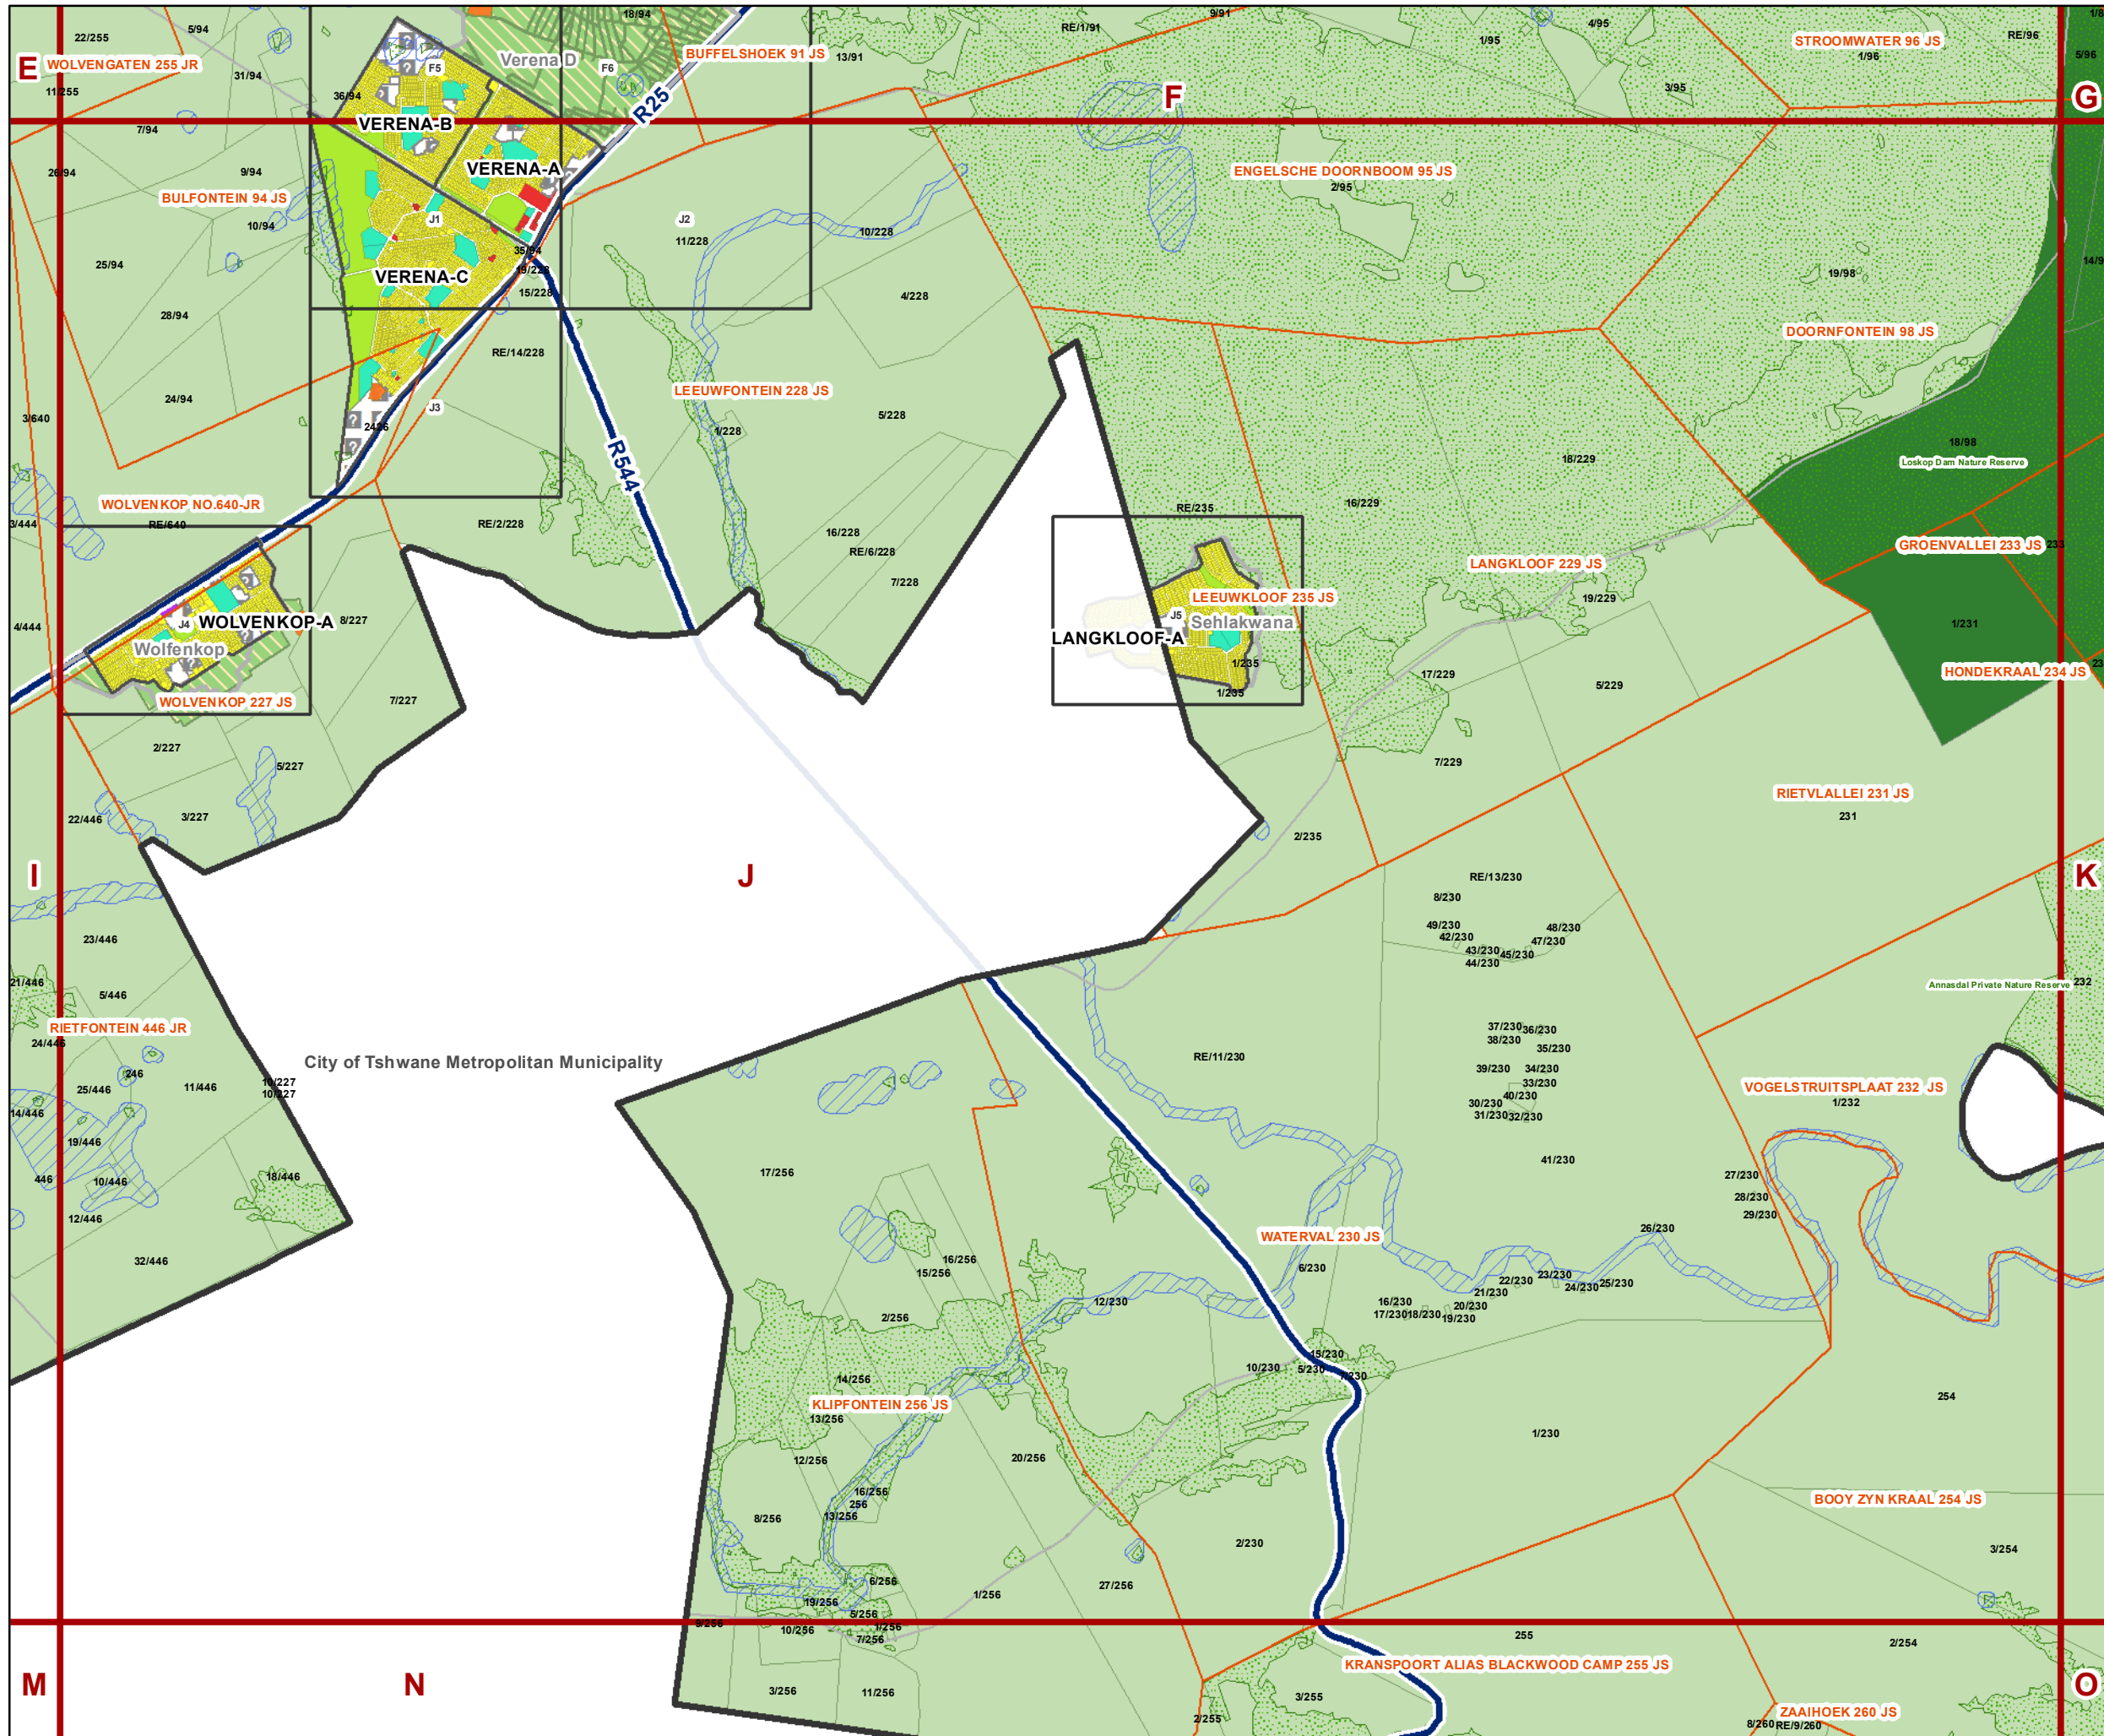 18/94
9/91
4/95
1/8
5/94
RE/1/91
22/255
RE/96
1/95
STROOMWATER 96 JS
1/96
BUFFELSHOEK 91 JS
13/91
5/96
E
WOLVENGATEN 255 JR
Verena D
F5
F6
31/94
11/255
3/95
36/94
F
G
R25
VERENA-B
7/94
VERENA-A
ENGELSCHE DOORNBOOM 95 JS
2/95
26/94
9/94
BULFONTEIN 94 JS
10/94
J1
J2
11/228
10/228
35/94
25/94
VERENA-C
19/228
15/228
19/98
14/9
4/228
28/94
RE/14/228
DOORNFONTEIN 98 JS
LEEUWFONTEIN 228 JS
24/94
J3
5/228
3/640
2426
1/228
18/98
Loskop Dam Nature Reserve
R544
18/229
16/229
WOLVENKOP NO.640-JR
RE/640
RE/235
3/444
RE/2/228
16/228
RE/6/228
7/228
GROENVALLEI 233 JS
233
LANGKLOOF 229 JS
LEEUWKLOOF 235 JS
19/229
J5
Sehlakwana
4/444
J4
WOLVENKOP-A
8/227
Wolfenkop
LANGKLOOF-A
1/235
1/235
1/231
23
HONDEKRAAL 234 JS
17/229
5/229
WOLVENKOP 227 JS
7/227
2/227
5/227
7/229
RIETVLALLEI 231 JS
231
22/446
3/227
2/235
I
J
K
RE/13/230
8/230
49/230
42/230
48/230
47/230
43/230
45/230
44/230
23/446
21/446
5/446
Annasdal Private Nature Reserve
232
RIETFONTEIN 446 JR
24/446
37/230
36/230
38/230
35/230
City of Tshwane Metropolitan Municipality
RE/11/230
39/230
34/230
33/230
246
25/446
11/446
10/227
10/227
40/230
30/230
31/230
32/230
VOGELSTRUITSPLAAT 232 JS
1/232
14/446
19/446
41/230
446
10/446
18/446
17/256
27/230
28/230
29/230
12/446
WATERVAL 230 JS
26/230
32/446
16/256
15/256
6/230
22/230
23/230
24/230
25/230
21/230
12/230
16/230
20/230
17/230
18/230
19/230
2/256
15/230
10/230
5/230
14/256
KLIPFONTEIN 256 JS
13/256
254
1/230
12/256
20/256
16/256
256
13/256
8/256
BOOY ZYN KRAAL 254 JS
2/230
3/254
6/256
27/256
1/256
19/256
5/256
9/256
10/256
1/256
7/256
255
2/254
KRANSPOORT ALIAS BLACKWOOD CAMP 255 JS
M
N
O
3/256
11/256
3/255
2/255
ZAAIHOEK 260 JS
8/260
RE/9/260